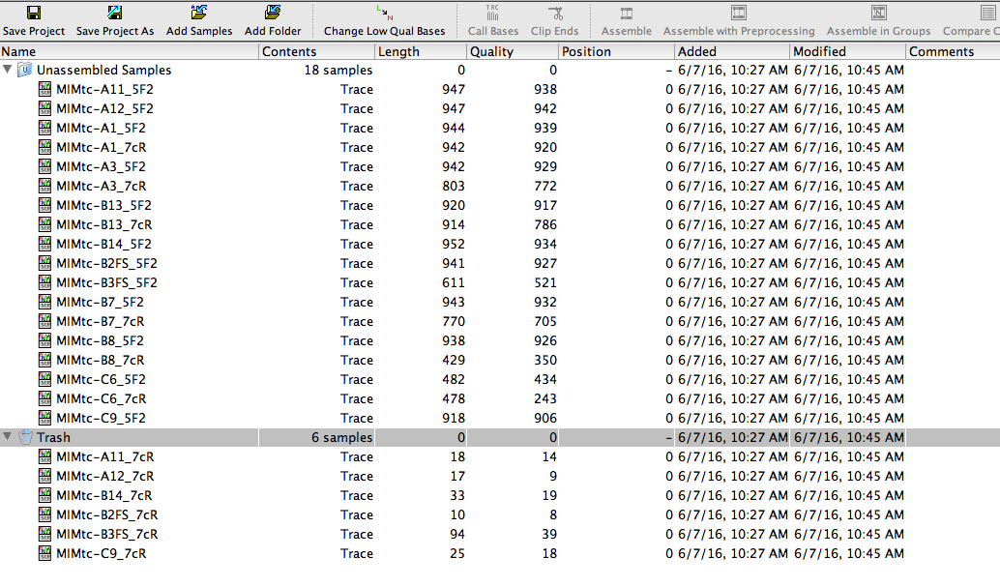 Save Project Save Project As Add Samples Add Folder Change Low Qual Bases Call Bases Clip Ends Assemble Assemble with Preprocessing Assemble in Groups Compare C
Name Contents Length Quality Position Added Modified Comments
Unassembled Samples 18 samples 0 0 - 6/7/16, 10:27 AM 6/7/16, 10:45 AM
MIMtc-A11_5F2 Trace 947 938 0 6/7/16, 10:27 AM 6/7/16, 10:45 AM
MIMtc-A12_5F2 Trace 947 942 0 6/7/16, 10:27 AM 6/7/16, 10:45 AM
MIMtc-A1_5F2 Trace 944 939 0 6/7/16, 10:27 AM 6/7/16, 10:45 AM
MIMtc-A1_7cR Trace 942 920 0 6/7/16, 10:27 AM 6/7/16, 10:45 AM
MIMtc-A3_5F2 Trace 942 929 0 6/7/16, 10:27 AM 6/7/16, 10:45 AM
MIMtc-A3_7cR Trace 803 772 0 6/7/16, 10:27 AM 6/7/16, 10:45 AM
MIMtc-B13_5F2 Trace 920 917 0 6/7/16, 10:27 AM 6/7/16, 10:45 AM
MIMtc-B13_7cR Trace 914 786 0 6/7/16, 10:27 AM 6/7/16, 10:45 AM
MIMtc-B14_5F2 Trace 952 934 0 6/7/16, 10:27 AM 6/7/16, 10:45 AM
MIMtc-B2FS_5F2 Trace 941 927 0 6/7/16, 10:27 AM 6/7/16, 10:45 AM
MIMtc-B3FS_5F2 Trace 611 521 0 6/7/16, 10:27 AM 6/7/16, 10:45 AM
MIMtc-B7_5F2 Trace 943 932 0 6/7/16, 10:27 AM 6/7/16, 10:45 AM
MIMtc-B7_7cR Trace 770 705 0 6/7/16, 10:27 AM 6/7/16, 10:45 AM
MIMtc-B8_5F2 Trace 938 926 0 6/7/16, 10:27 AM 6/7/16, 10:45 AM
MIMtc-B8_7cR Trace 429 350 0 6/7/16, 10:27 AM 6/7/16, 10:45 AM
MIMtc-C6_5F2 Trace 482 434 0 6/7/16, 10:27 AM 6/7/16, 10:45 AM
MIMtc-C6_7cR Trace 478 243 0 6/7/16, 10:27 AM 6/7/16, 10:45 AM
MIMtc-C9_5F2 Trace 918 906 0 6/7/16, 10:27 AM 6/7/16, 10:45 AM
Trash 6 samples 0 0 - 6/7/16, 10:27 AM 6/7/16, 10:45 AM
MIMtc-A11_7cR Trace 18 14 0 6/7/16, 10:27 AM 6/7/16, 10:45 AM
MIMtc-A12_7cR Trace 17 9 0 6/7/16, 10:27 AM 6/7/16, 10:45 AM
MIMtc-B14_7cR Trace 33 19 0 6/7/16, 10:27 AM 6/7/16, 10:45 AM
MIMtc-B2FS_7cR Trace 10 8 0 6/7/16, 10:27 AM 6/7/16, 10:45 AM
MIMtc-B3FS_7cR Trace 94 39 0 6/7/16, 10:27 AM 6/7/16, 10:45 AM
MIMtc-C9_7cR Trace 25 18 0 6/7/16, 10:27 AM 6/7/16, 10:45 AM